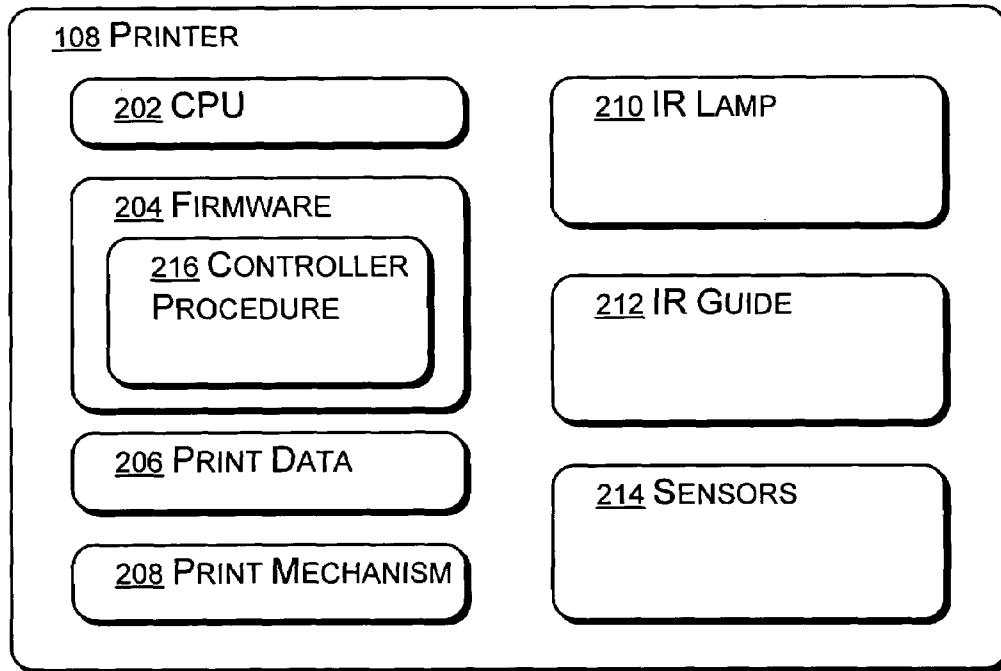 108 PRINTER
202 CPU
204 FIRMWARE
216 CONTROLLER
PROCEDURE
206 PRINT DATA
208 PRINT MECHANISM
210 IR LAMP
212 IR GUIDE
214 SENSORS